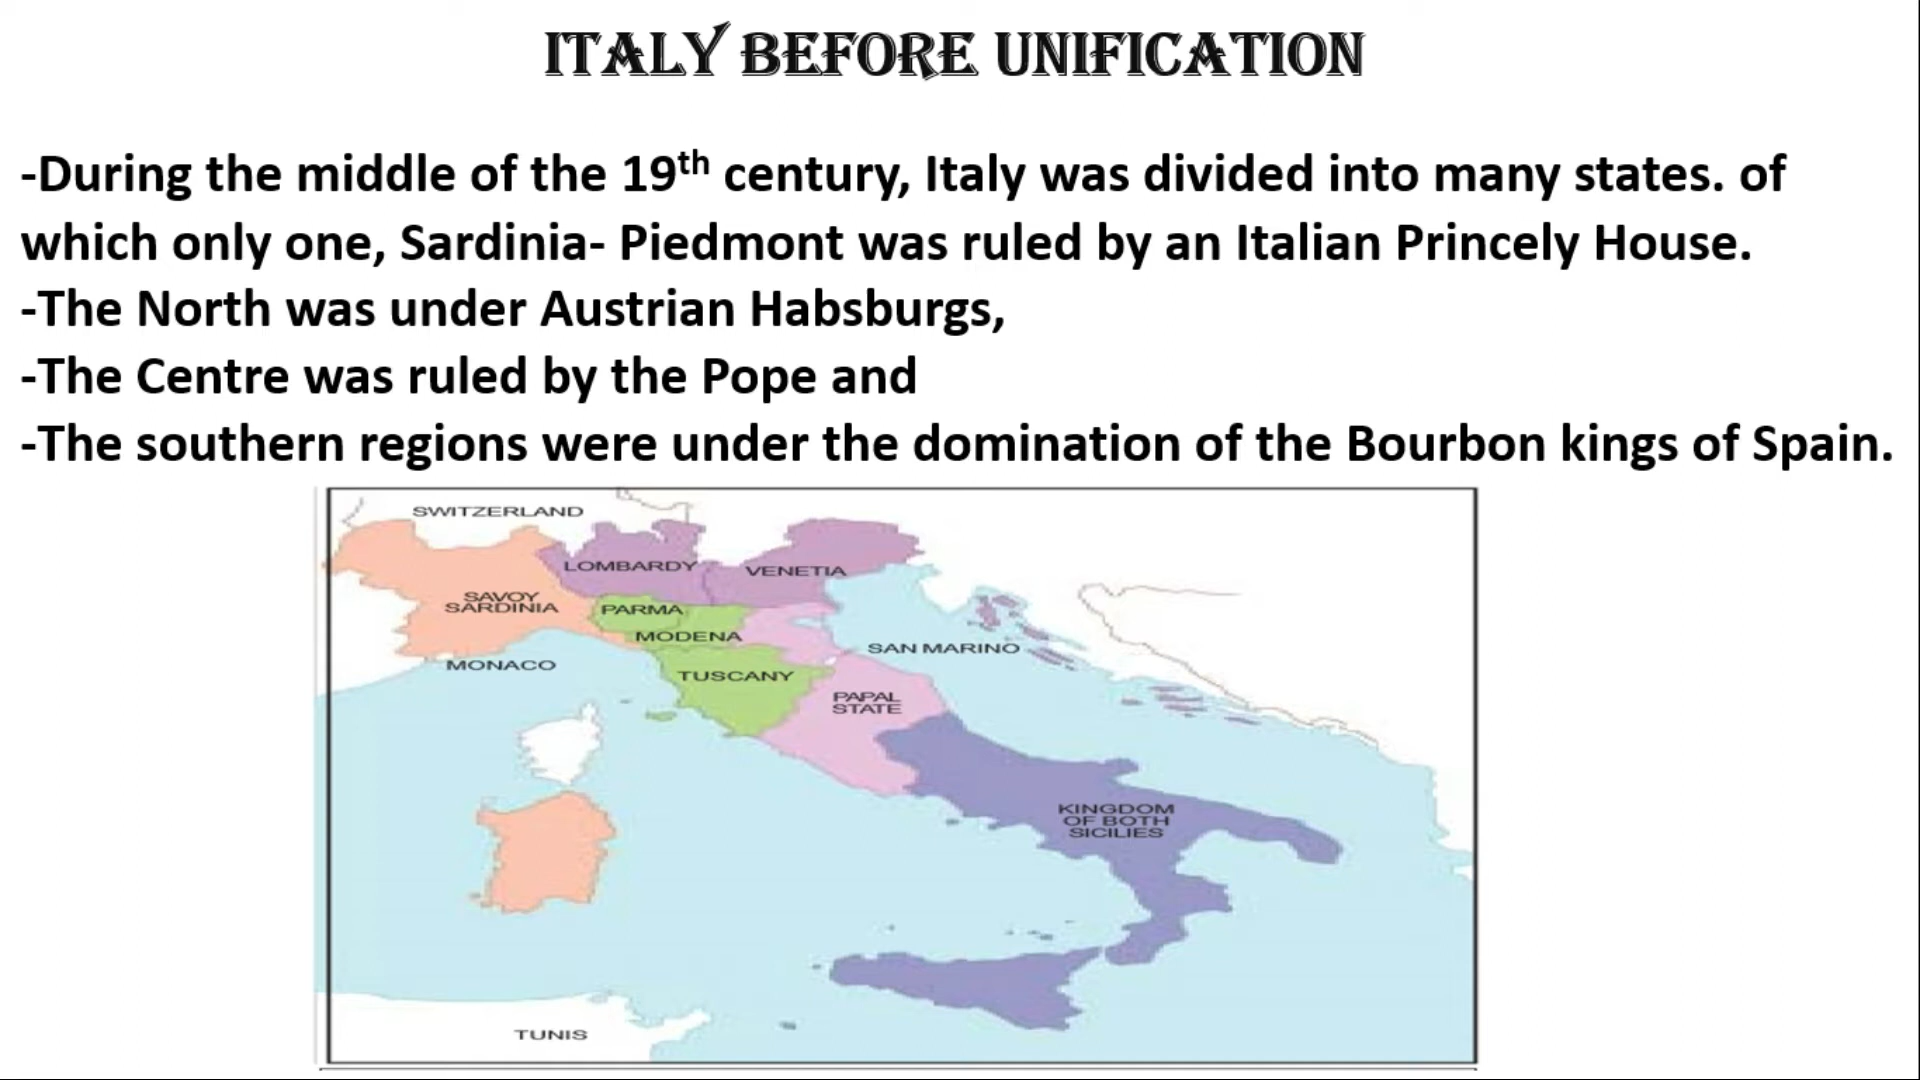 ITALY BEFORE UNIFICATION
-During the middle of the 19th century, Italy was divided into many states. of
which only one, Sardinia- Piedmont was ruled by an Italian Princely House.
-The North was under Austrian Habsburgs,
-The Centre was ruled by the Pope and
-The southern regions were under the domination of the Bourbon kings of Spain.
SWITZERLAND
LOMBARDY
VENETIA
SAVOY
SARDINIA
PARMA
MODENA
SAN MARINO
MONACO
TUSCANY
PAPAL
STATE
KINGDOM
OF BOTH
SICILIES
TUNIS